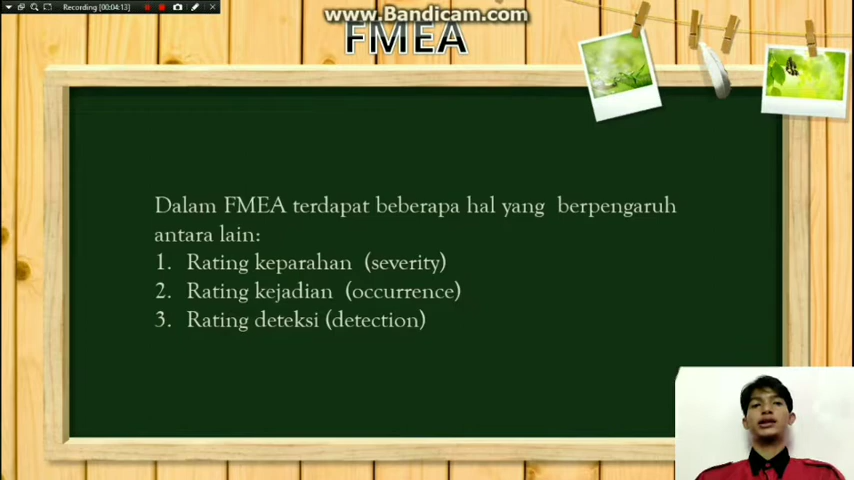 Recording [00:04:13]
www.Bandicam.com
FMEA
Dalam FMEA terdapat beberapa hal yang berpengaruh
antara lain:
1. Rating keparahan (severity)
2. Rating kejadian (occurrence)
3. Rating deteksi (detection)